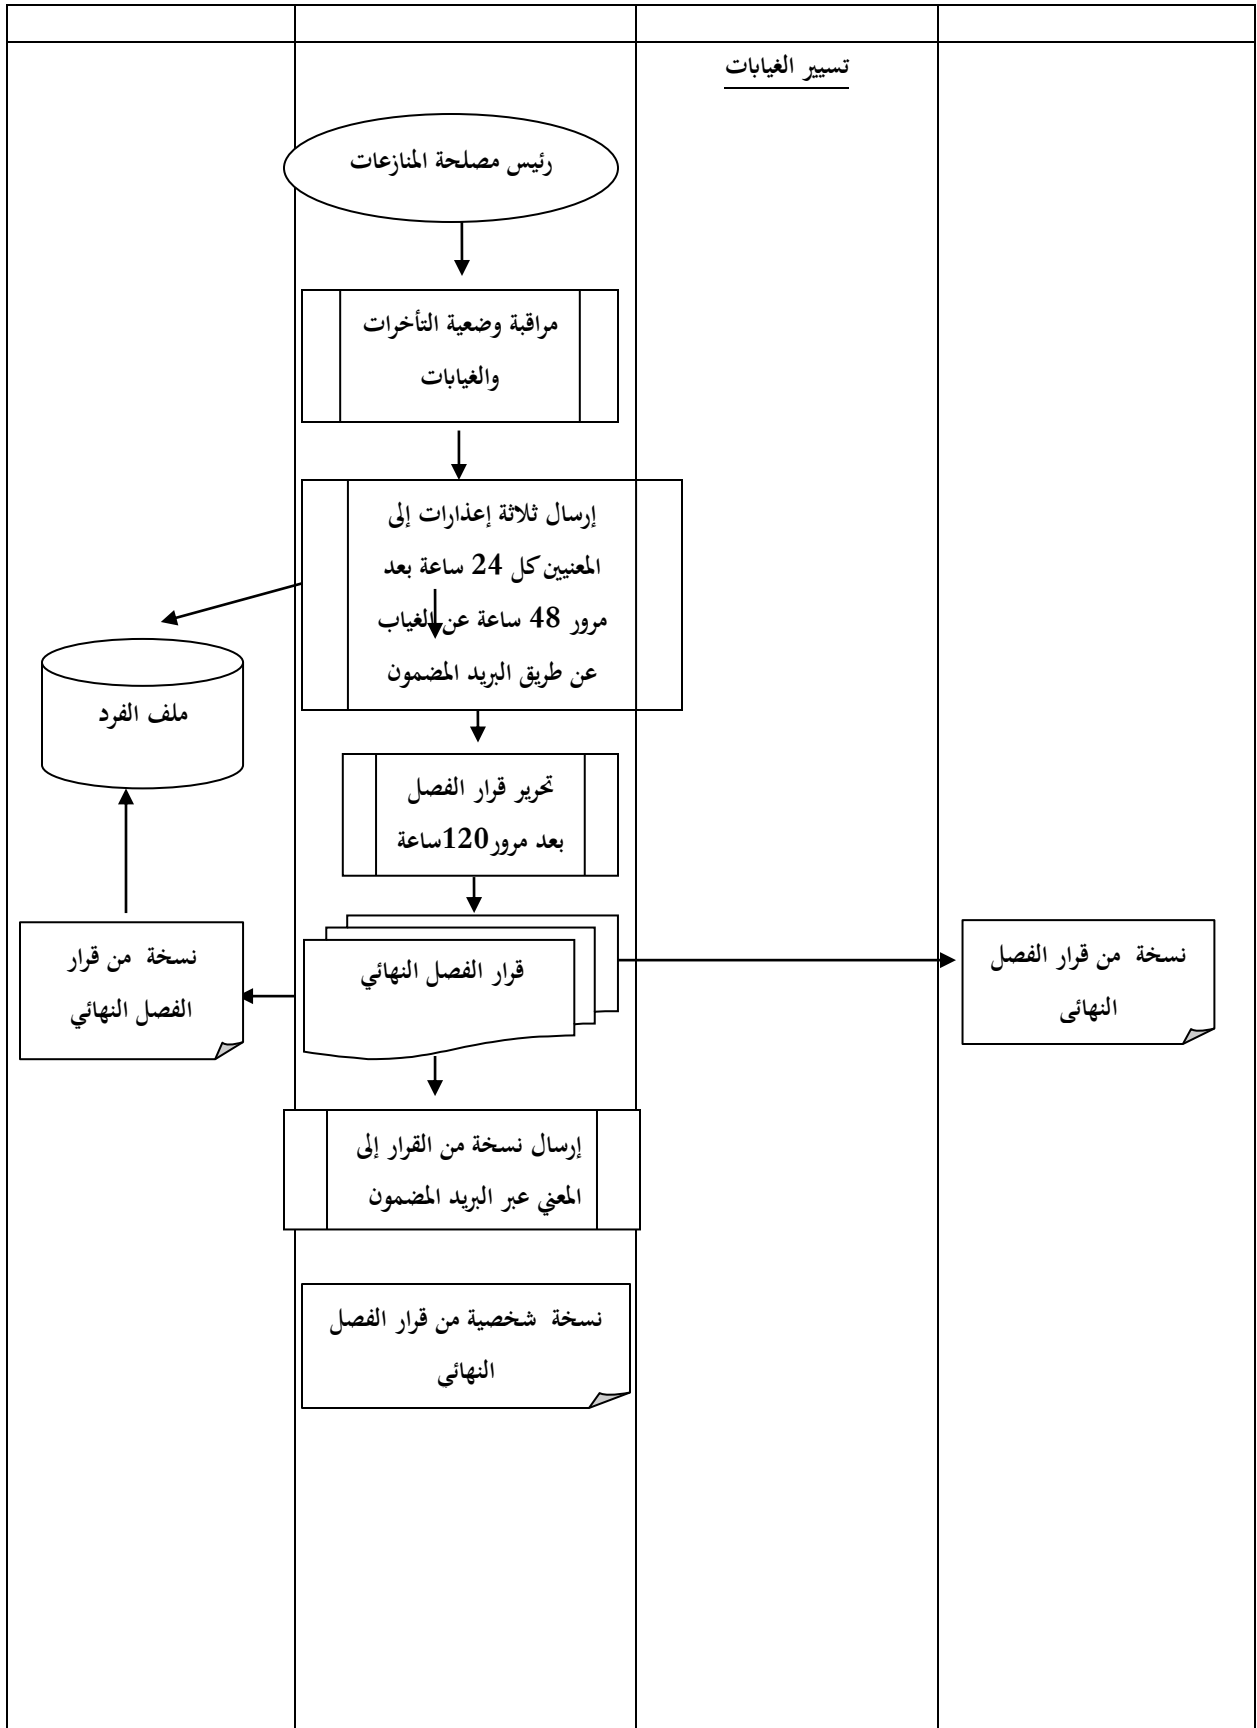 تسيير الغيابات
رئيس مصلحة المنازعات
مراقبة وضعية التأخرات
والغيابات
إرسال ثلاثة إعذارات إلى
المعنيين كل 24 ساعة بعد
مرور 48 ساعة عن الغياب
عن طريق البريد المضمون
ملف الفرد
تحرير قرار الفصل
بعد مرور120ساعة
نسخة من قرار الفصل
النهائي
قرار الفصل النهائي
نسخة من قرار
الفصل النهائي
إرسال نسخة من القرار إلى
المعني عبر البريد المضمون
نسخة شخصية من قرار الفصل
النهائي